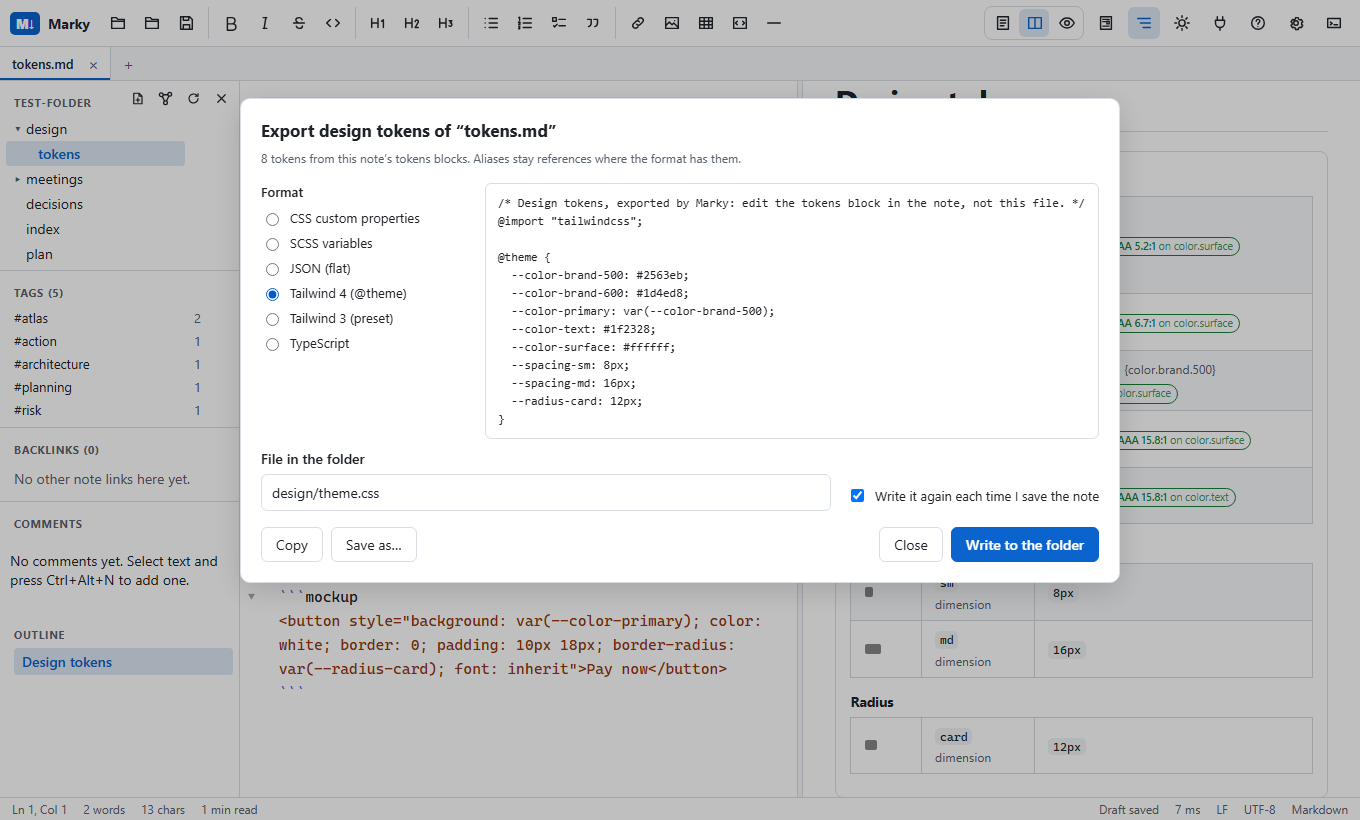 M↓ Marky
H1 H2 H3
tokens.md × +
TEST-FOLDER
design
tokens
meetings
decisions
index
plan
TAGS (5)
#atlas 2
#action 1
#architecture 1
#planning 1
#risk 1
BACKLINKS (0)
No other note links here yet.
COMMENTS
No comments yet. Select text and
press Ctrl+Alt+N to add one.
OUTLINE
Design tokens
Export design tokens of “tokens.md”
8 tokens from this note’s tokens blocks. Aliases stay references where the format has them.
Format
CSS custom properties
SCSS variables
JSON (flat)
Tailwind 4 (@theme)
Tailwind 3 (preset)
TypeScript
/* Design tokens, exported by Marky: edit the tokens block in the note, not this file. */
@import "tailwindcss";
@theme {
--color-brand-500: #2563eb;
--color-brand-600: #1d4ed8;
--color-primary: var(--color-brand-500);
--color-text: #1f2328;
--color-surface: #ffffff;
--spacing-sm: 8px;
--spacing-md: 16px;
--radius-card: 12px;
}
File in the folder
design/theme.css
Write it again each time I save the note
Copy
Save as...
Close
Write to the folder
```mockup
<button style="background: var(--color-primary); color:
white; border: 0; padding: 10px 18px; border-radius:
var(--radius-card); font: inherit">Pay now</button>
```
AA 5.2:1 on color.surface
AA 6.7:1 on color.surface
{color.brand.500}
olor.surface
AAA 15.8:1 on color.surface
AAA 15.8:1 on color.text
sm
dimension
8px
md
dimension
16px
Radius
card
dimension
12px
Ln 1, Col 1 2 words 13 chars 1 min read
Draft saved 7 ms LF UTF-8 Markdown